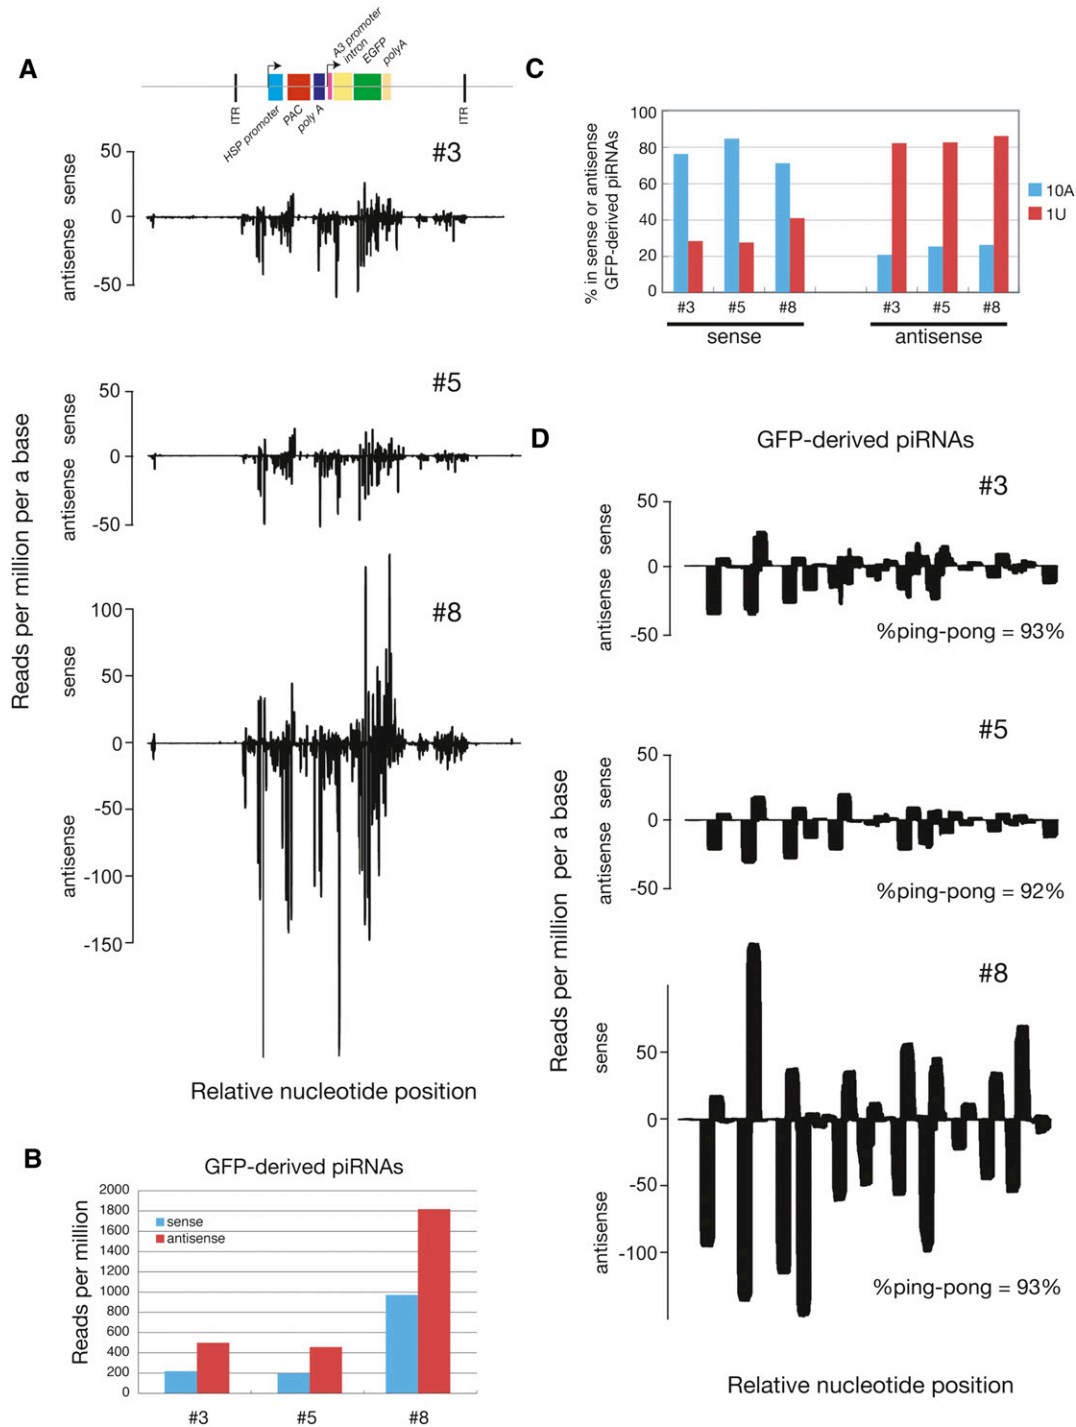 A
ITR
HSP promoter
PAC
poly A
A3 promoter
intron
EGFP
polyA
ITR
#3
50
0
-50
sense
antisense
#5
50
0
-50
sense
antisense
#8
100
50
0
-50
-100
-150
sense
antisense
Reads per million per a base
Relative nucleotide position
B
GFP-derived piRNAs
Reads per million
2000
1800
1600
1400
1200
1000
800
600
400
200
0
sense
antisense
#3
#5
#8
C
% in sense or antisense
GFP-derived piRNAs
100
80
60
40
20
0
10A
1U
#3 #5 #8 #3 #5 #8
sense antisense
D
GFP-derived piRNAs
#3
50
0
-50
sense
antisense
%ping-pong = 93%
#5
50
0
-50
sense
antisense
%ping-pong = 92%
#8
50
0
-50
-100
sense
antisense
%ping-pong = 93%
Reads per million per a base
Relative nucleotide position